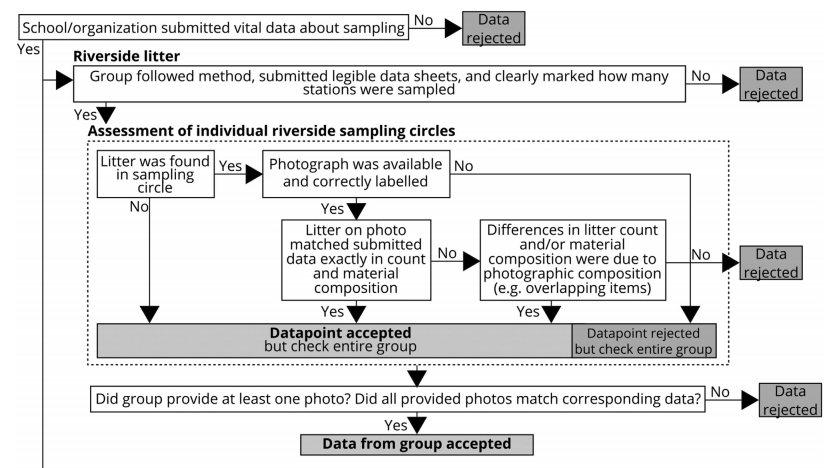 School/organization submitted vital data about sampling
No
Data
rejected
Yes
Riverside litter
Group followed method, submitted legible data sheets, and clearly marked how many
stations were sampled
No
Data
rejected
Yes
Assessment of individual riverside sampling circles
Litter was found
in sampling
circle
Yes
Photograph was available
and correctly labelled
No
No
Yes
Litter on photo
matched submitted
data exactly in count
and material
composition
No
Differences in litter count
and/or material
composition were due to
photographic composition
(e.g. overlapping items)
No
Data
rejected
Yes
Yes
Datapoint accepted
but check entire group
Datapoint rejected
but check entire group
Did group provide at least one photo? Did all provided photos match corresponding data?
No
Data
rejected
Yes
Data from group accepted